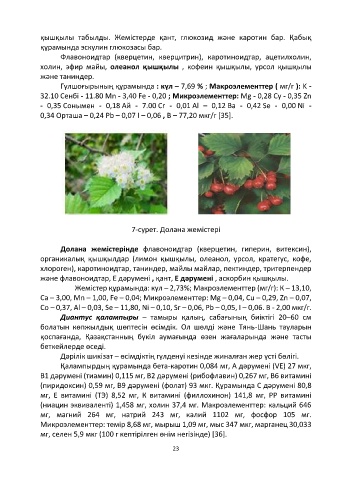 қышқылы табылды. Жемістерде қант, глюкозид және каротин бар. Қабық
құрамында эскулин глюкозасы бар.
Флавоноидтар (кверцетин, кверцитрин), каротиноидтар, ацетилхолин,
холин, эфир майы, олеанол қышқылы , кофеин қышқылы, урсол қышқылы
және таниндер.
Гүлшоғырының құрамында : күл – 7,69 % ; Макроэлементтер ( мг/г ): К -
32.10 Сенбі - 11.80 Mn - 3,40 Fe - 0,20 ; Микроэлементтер: Mg - 0,28 Су - 0,35 Zn
- 0,35 Сонымен - 0,18 Ай - 7.00 Cr - 0,01 Al – 0,12 Ba - 0,42 Se - 0,00 Ni -
0,34 Орташа – 0,24 Pb – 0,07 I – 0,06 , B – 77,20 мкг/г [35].
7-сурет. Долана жемістері
Долана жемістерінде флавоноидтар (кверцетин, гиперин, витексин),
органикалық қышқылдар (лимон қышқылы, олеанол, урсол, кратегус, кофе,
хлороген), каротиноидтар, таниндер, майлы майлар, пектиндер, тритерпендер
және флавоноидтар, Е дәрумені , қант, Е дәрумені , аскорбин қышқылы.
Жемістер құрамында: күл – 2,73%; Макроэлементтер (мг/г): К – 13,10,
Ca – 3,00, Mn – 1,00, Fe – 0,04; Микроэлементтер: Mg – 0,04, Cu – 0,29, Zn – 0,07,
Co – 0,37, Al – 0,03, Se – 11,80, Ni – 0,10, Sr – 0,06, Pb – 0,05, I – 0,06. B - 2,00 мкг/г.
Диантус қаломтыры – тамыры қалың, сабағының биіктігі 20–60 см
болатын көпжылдық шөптесін өсімдік. Ол шөлді және Тянь-Шань тауларын
қоспағанда, Қазақстанның бүкіл аумағында өзен жағаларында және тасты
беткейлерде өседі.
Дәрілік шикізат – өсімдіктің гүлденуі кезінде жиналған жер үсті бөлігі.
Қалампырдың құрамында бета-каротин 0,084 мг, А дәрумені (VE) 27 мкг,
В1 дәрумені (тиамин) 0,115 мг, В2 дәрумені (рибофлавин) 0,267 мг, В6 витамині
(пиридоксин) 0,59 мг, В9 дәрумені (фолат) 93 мкг. Құрамында С дәрумені 80,8
мг, Е витамині (ТЭ) 8,52 мг, К витамині (филлохинон) 141,8 мг, РР витамині
(ниацин эквиваленті) 1,458 мг, холин 37,4 мг. Макроэлементтер: кальций 646
мг, магний 264 мг, натрий 243 мг, калий 1102 мг, фосфор 105 мг.
Микроэлементтер: темір 8,68 мг, мырыш 1,09 мг, мыс 347 мкг, марганец 30,033
мг, селен 5,9 мкг (100 г кептірілген өнім негізінде) [36].
23